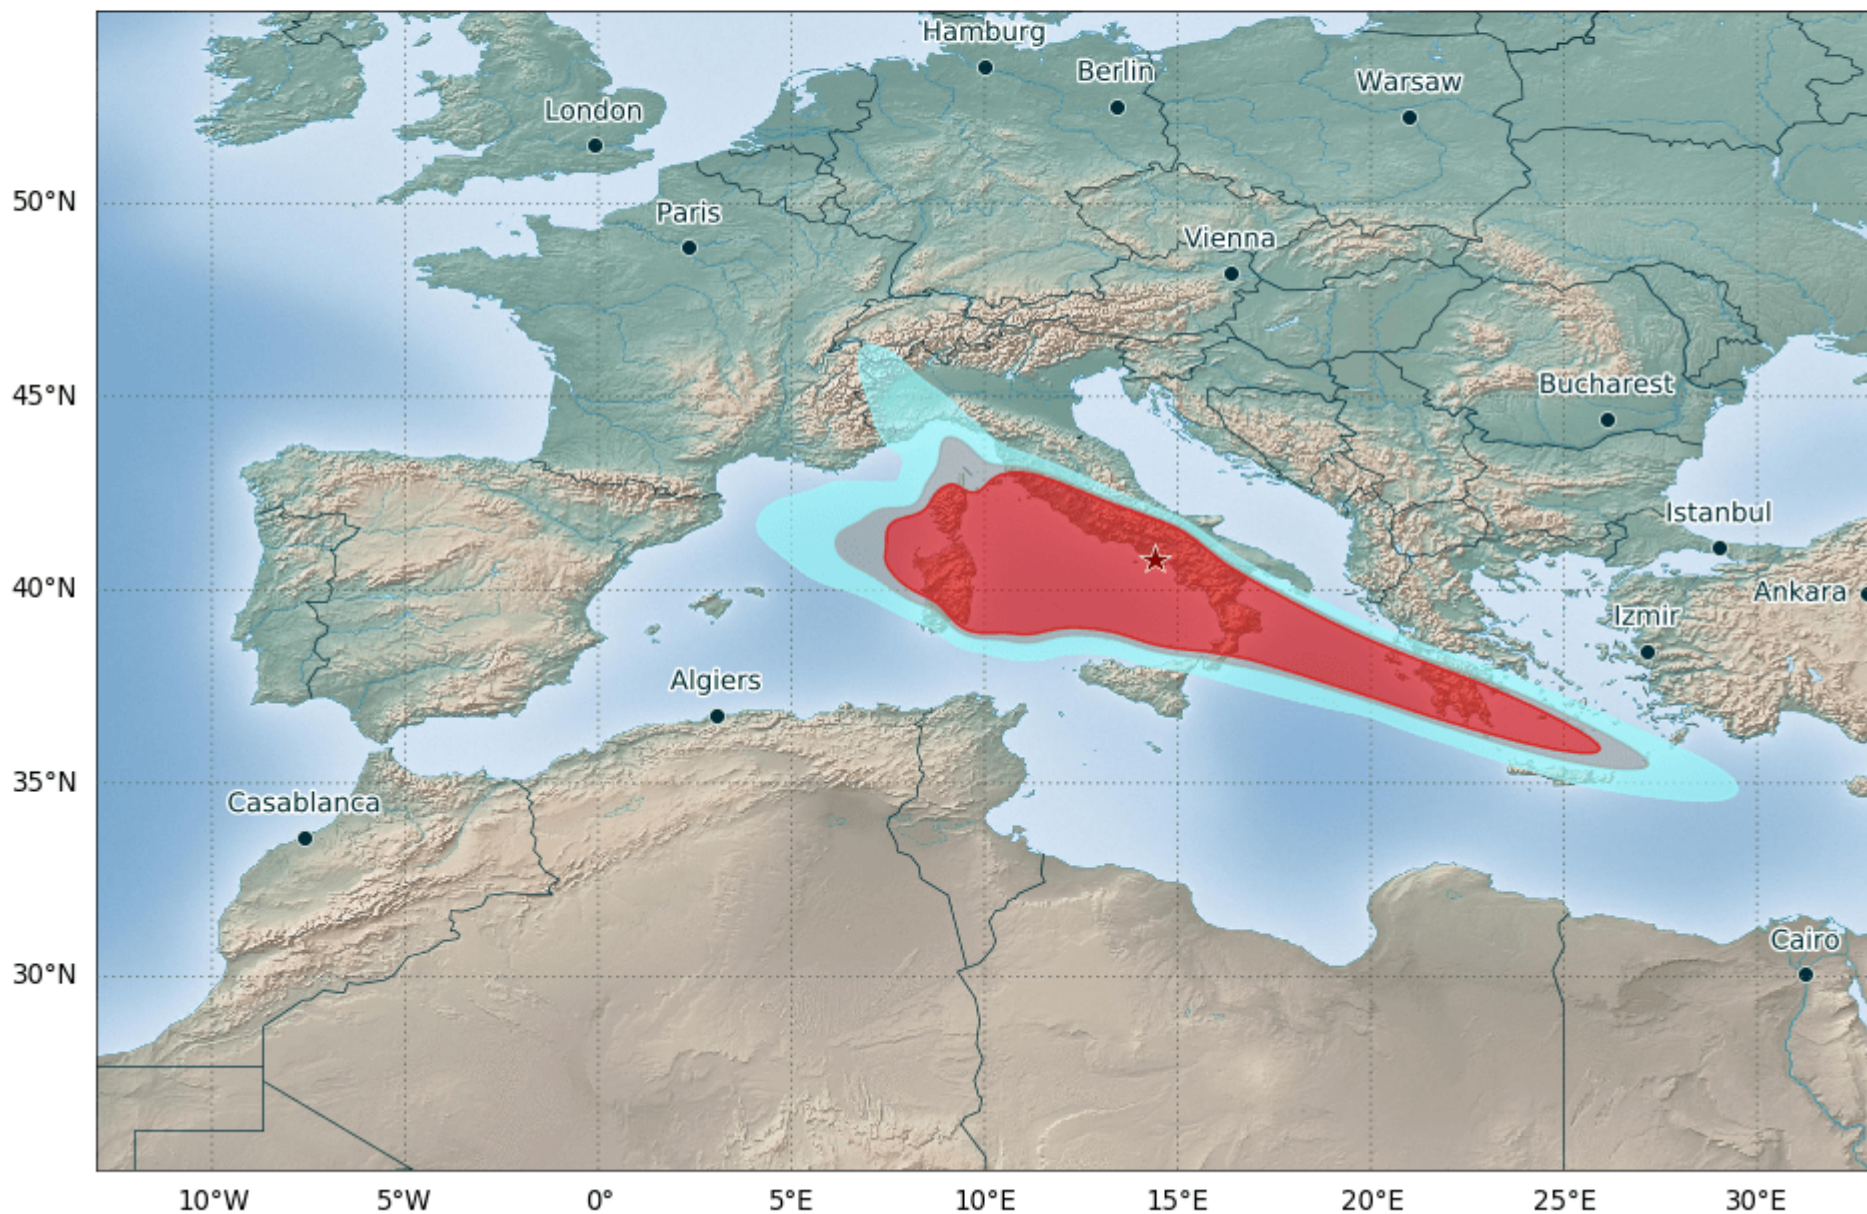 Hamburg
Berlin
Warsaw
London
50°N
Paris
Vienna
45°N
Bucharest
Istanbul
40°N
Ankara
Izmir
Algiers
35°N
Casablanca
Cairo
30°N
10°W 5°W 0° 5°E 10°E 15°E 20°E 25°E 30°E